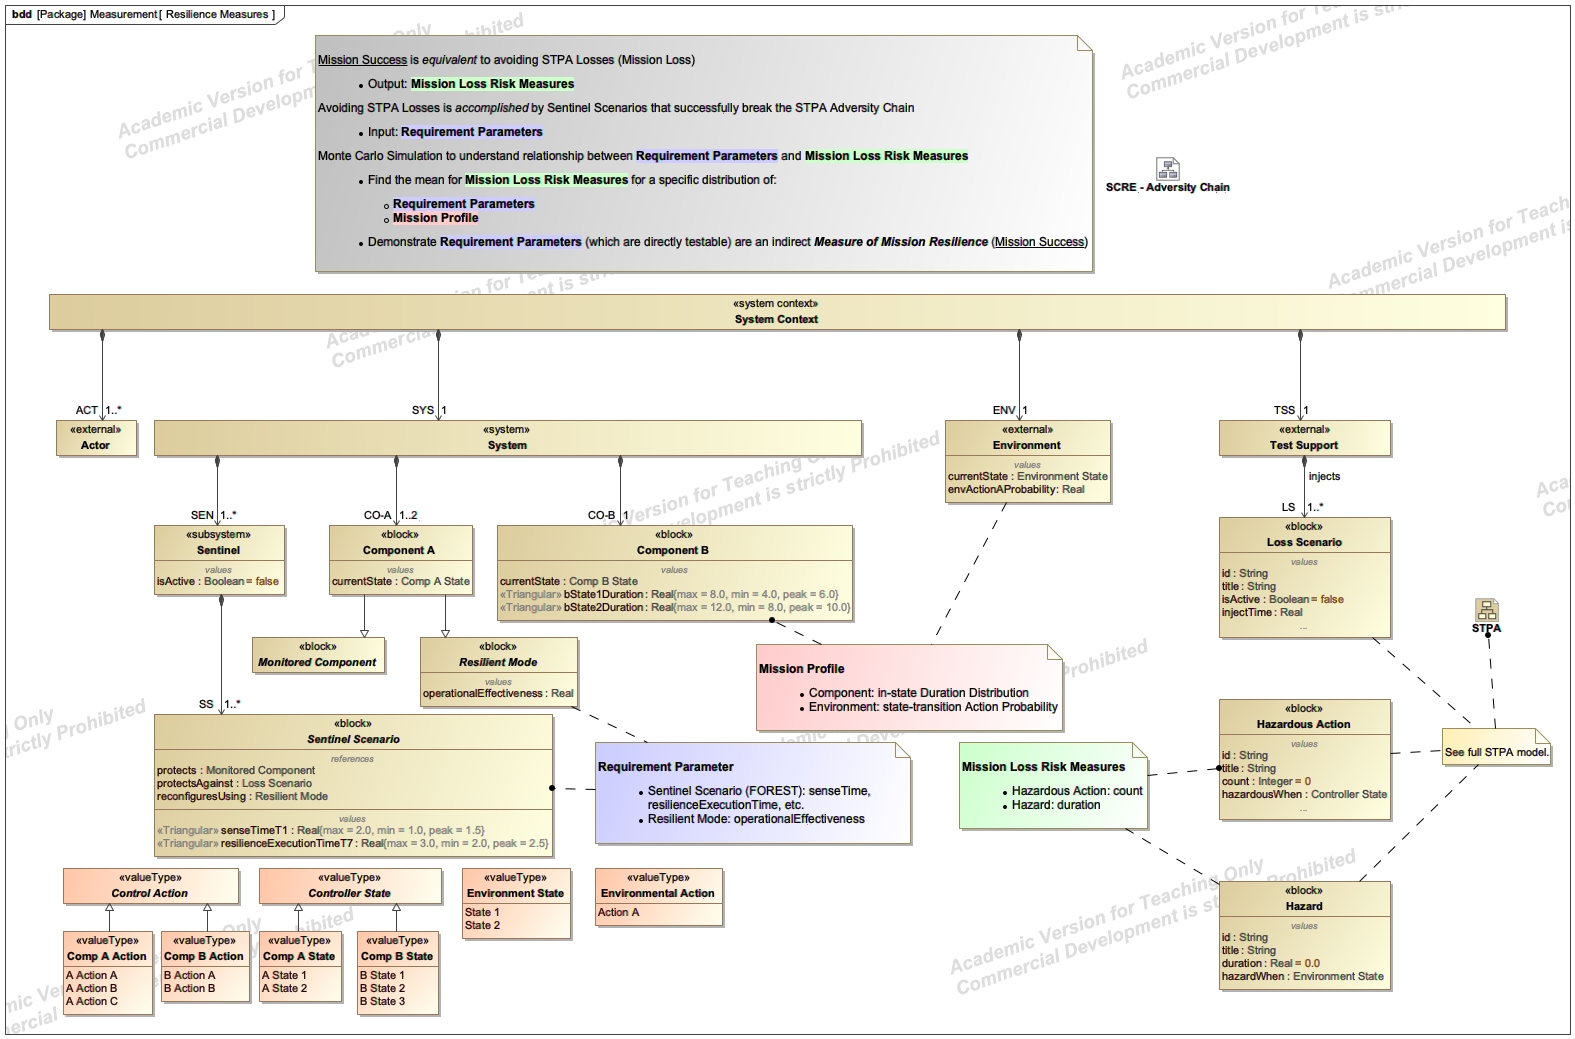 bdd [Package] Measurement[ Resilience Measures ]
Mission Success is equivalent to avoiding STPA Losses (Mission Loss)
• Output: Mission Loss Risk Measures
Avoiding STPA Losses is accomplished by Sentinel Scenarios that successfully break the STPA Adversity Chain
• Input: Requirement Parameters
Monte Carlo Simulation to understand relationship between Requirement Parameters and Mission Loss Risk Measures
• Find the mean for Mission Loss Risk Measures for a specific distribution of:
o Requirement Parameters
o Mission Profile
• Demonstrate Requirement Parameters (which are directly testable) are an indirect Measure of Mission Resilience (Mission Success)
SCRE - Adversity Chain
«system context»
System Context
ACT 1..*
SYS 1
ENV 1
TSS 1
«external»
Actor
«system»
System
«external»
Environment
values
currentState : Environment State
envActionAProbability: Real
«external»
Test Support
injects
SEN 1..*
CO-A 1..2
CO-B 1
LS 1..*
«subsystem»
Sentinel
values
isActive : Boolean = false
«block»
Component A
values
currentState : Comp A State
«block»
Component B
values
currentState : Comp B State
«Triangular» bState1Duration : Real{max = 8.0, min = 4.0, peak = 6.0}
«Triangular» bState2Duration : Real{max = 12.0, min = 8.0, peak = 10.0}
«block»
Loss Scenario
values
id : String
title : String
isActive : Boolean = false
injectTime : Real
...
STPA
«block»
Monitored Component
«block»
Resilient Mode
values
operationalEffectiveness : Real
Mission Profile
• Component: in-state Duration Distribution
• Environment: state-transition Action Probability
SS 1..*
«block»
Sentinel Scenario
references
protects : Monitored Component
protectsAgainst : Loss Scenario
reconfiguresUsing : Resilient Mode
values
«Triangular» senseTimeT1 : Real{max = 2.0, min = 1.0, peak = 1.5}
«Triangular» resilienceExecutionTimeT7 : Real{max = 3.0, min = 2.0, peak = 2.5}
Requirement Parameter
• Sentinel Scenario (FOREST): senseTime,
resilienceExecutionTime, etc.
• Resilient Mode: operationalEffectiveness
Mission Loss Risk Measures
• Hazardous Action: count
• Hazard: duration
«block»
Hazardous Action
values
id : String
title : String
count : Integer = 0
hazardousWhen : Controller State
...
See full STPA model.
«valueType»
Control Action
«valueType»
Controller State
«valueType»
Environment State
State 1
State 2
«valueType»
Environmental Action
Action A
«block»
Hazard
values
id : String
title : String
duration : Real = 0.0
hazardWhen : Environment State
«valueType»
Comp A Action
A Action A
A Action B
A Action C
«valueType»
Comp B Action
B Action A
B Action B
«valueType»
Comp A State
A State 1
A State 2
«valueType»
Comp B State
B State 1
B State 2
B State 3
Academic Version for Teaching Only
Commercial Development is strictly Prohibited